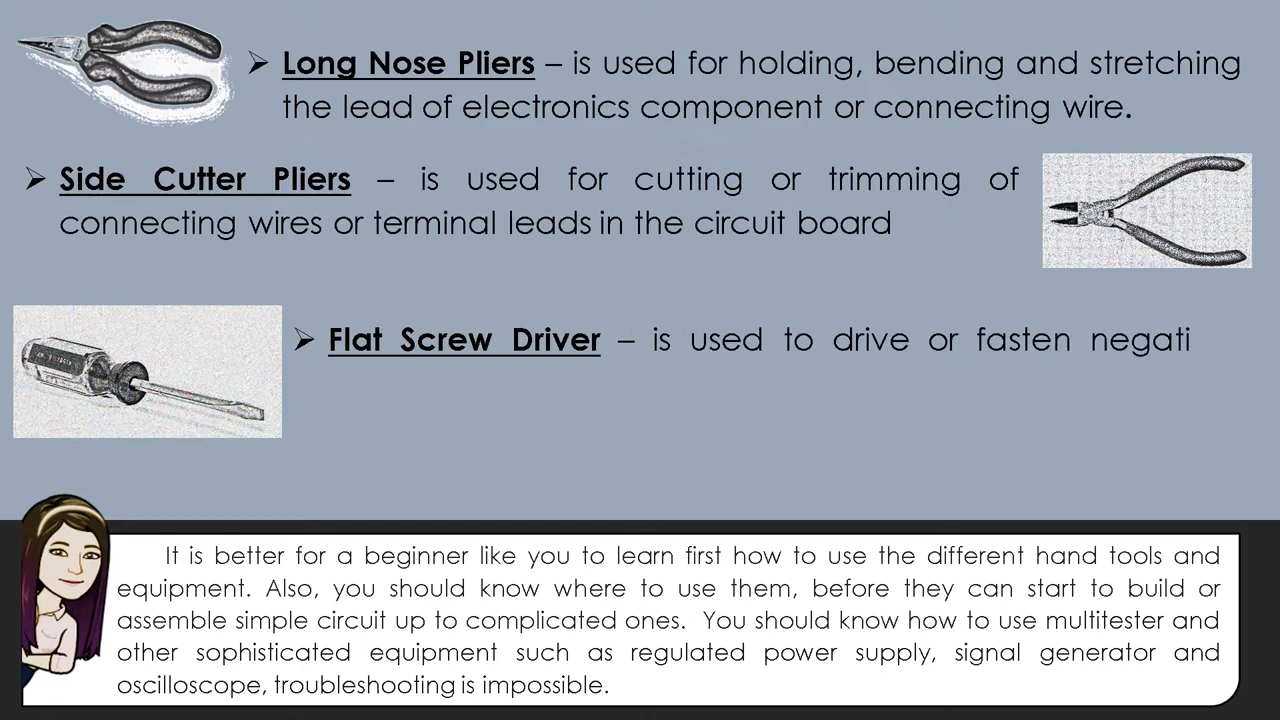 ➢ Long Nose Pliers – is used for holding, bending and stretching
the lead of electronics component or connecting wire.
➢ Side Cutter Pliers – is used for cutting or trimming of
connecting wires or terminal leads in the circuit board
➢ Flat Screw Driver – is used to drive or fasten negati
It is better for a beginner like you to learn first how to use the different hand tools and
equipment. Also, you should know where to use them, before they can start to build or
assemble simple circuit up to complicated ones. You should know how to use multitester and
other sophisticated equipment such as regulated power supply, signal generator and
oscilloscope, troubleshooting is impossible.